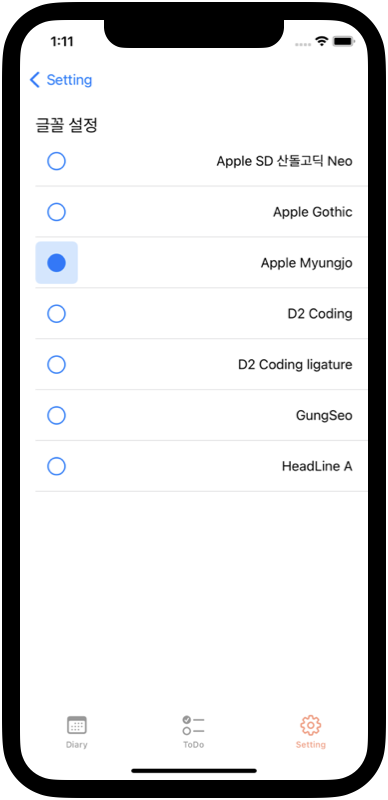 1:11
Setting
글꼴 설정
Apple SD 산돌고딕 Neo
Apple Gothic
Apple Myungjo
D2 Coding
D2 Coding ligature
GungSeo
HeadLine A
Diary
ToDo
Setting